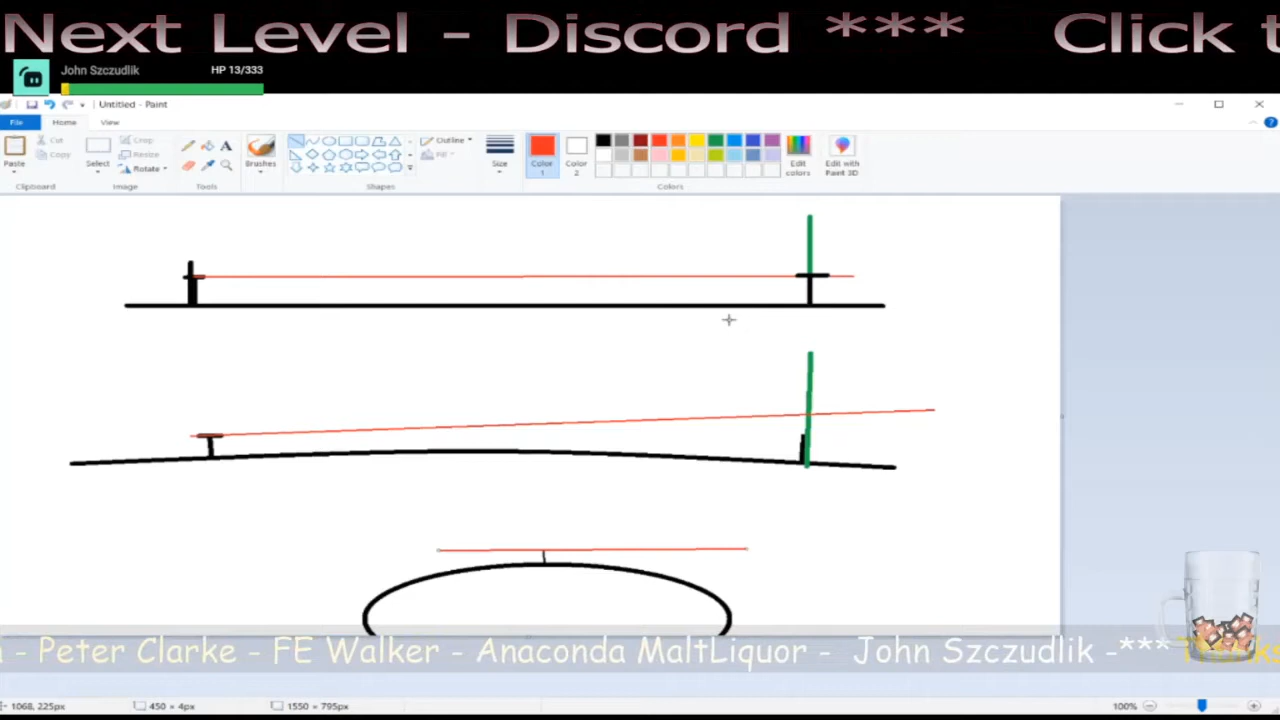 Next Level - Discord *** Click t
John Szczudlik HP 13/333
Untitled - Paint
File Home View
Paste Cut Copy Select Crop Resize Rotate Brushes Outline Fill Size Color 1 Color 2 Edit colors Edit with Paint 3D
Clipboard Image Tools Shapes Colors
- Peter Clarke - FE Walker - Anaconda MaltLiquor - John Szczudlik -***
1068, 225px 450 × 4px 1550 × 795px 100%